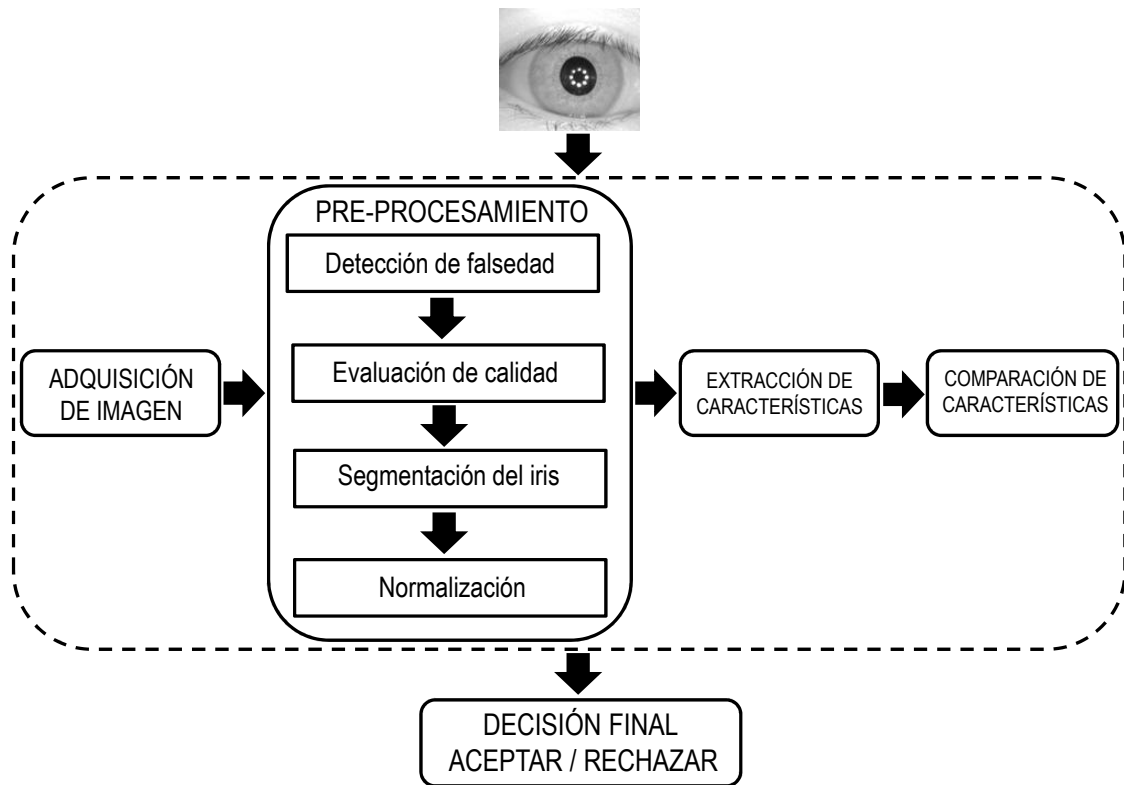 PRE-PROCESAMIENTO
Detección de falsedad
Evaluación de calidad
Segmentación del iris
Normalización
ADQUISICIÓN
DE IMAGEN
EXTRACCIÓN DE
CARACTERÍSTICAS
COMPARACIÓN DE
CARACTERÍSTICAS
DECISIÓN FINAL
ACEPTAR / RECHAZAR